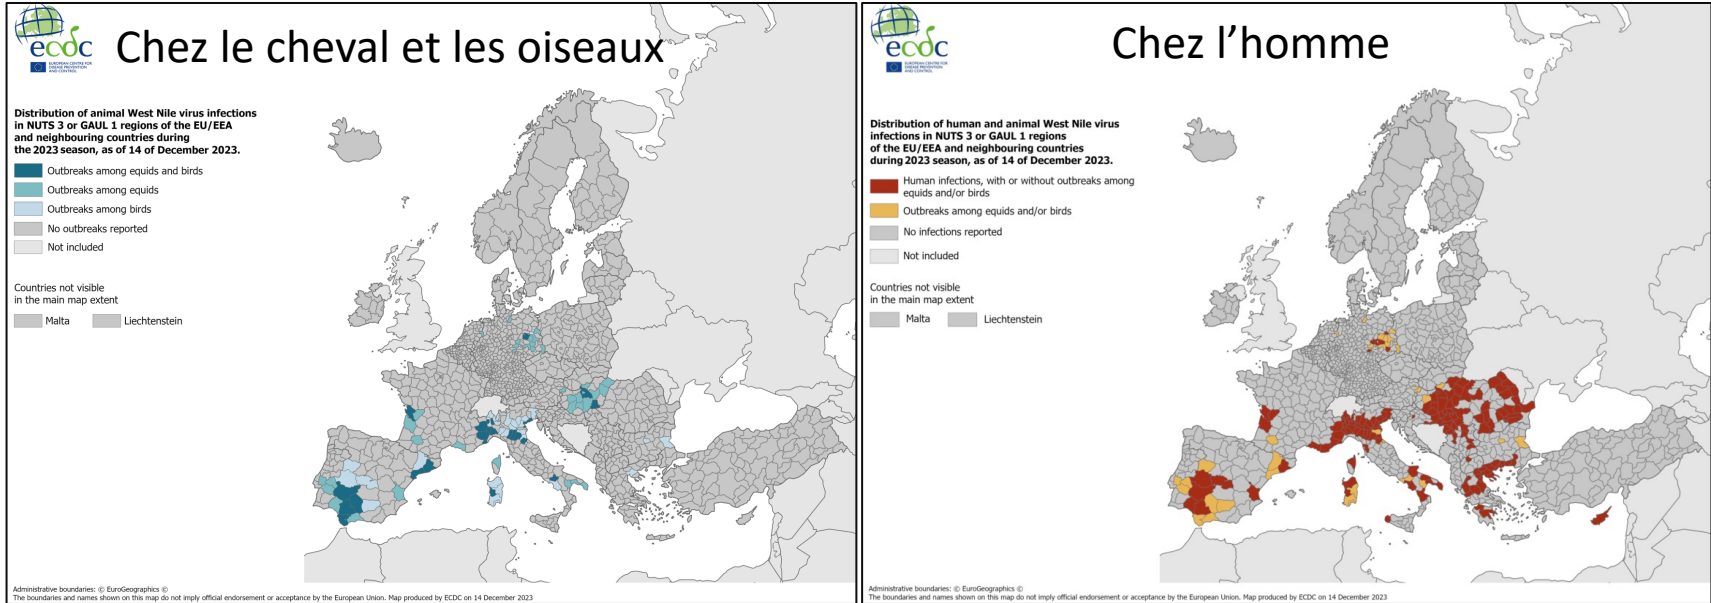 ecdc
EUROPEAN CENTRE FOR
DISEASE PREVENTION
AND CONTROL
Chez le cheval et les oiseaux
Distribution of animal West Nile virus infections
in NUTS 3 or GAUL 1 regions of the EU/EEA
and neighbouring countries during
the 2023 season, as of 14 of December 2023.
Outbreaks among equids and birds
Outbreaks among equids
Outbreaks among birds
No outbreaks reported
Not included
Countries not visible
in the main map extent
Malta Liechtenstein
Administrative boundaries: © EuroGeographics ©
The boundaries and names shown on this map do not imply official endorsement or acceptance by the European Union. Map produced by ECDC on 14 December 2023
ecdc
EUROPEAN CENTRE FOR
DISEASE PREVENTION
AND CONTROL
Chez l’homme
Distribution of human and animal West Nile virus
infections in NUTS 3 or GAUL 1 regions
of the EU/EEA and neighbouring countries
during 2023 season, as of 14 of December 2023.
Human infections, with or without outbreaks among
equids and/or birds
Outbreaks among equids and/or birds
No infections reported
Not included
Countries not visible
in the main map extent
Malta Liechtenstein
Administrative boundaries: © EuroGeographics ©
The boundaries and names shown on this map do not imply official endorsement or acceptance by the European Union. Map produced by ECDC on 14 December 2023